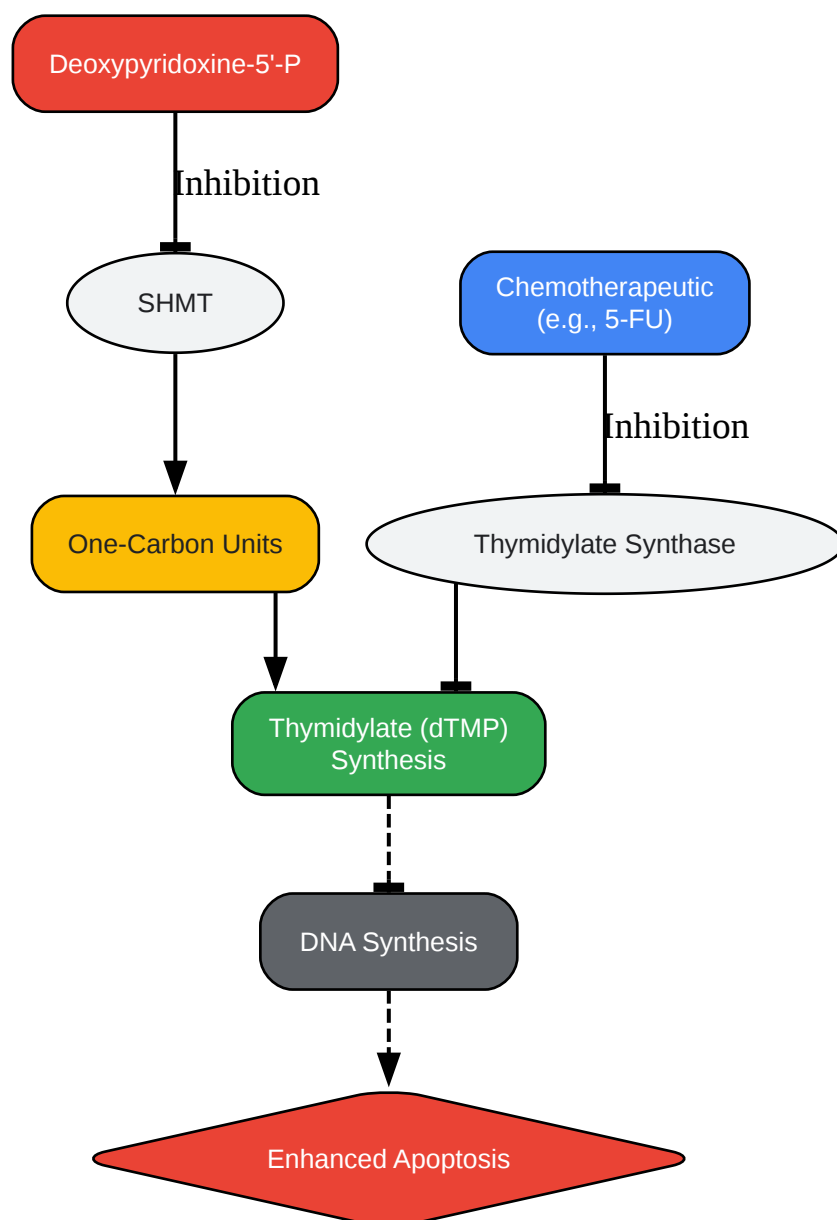 Deoxypyridoxine-5'-P
Inhibition
SHMT
Chemotherapeutic
(e.g., 5-FU)
Inhibition
One-Carbon Units
Thymidylate Synthase
Thymidylate (dTMP)
Synthesis
DNA Synthesis
Enhanced Apoptosis